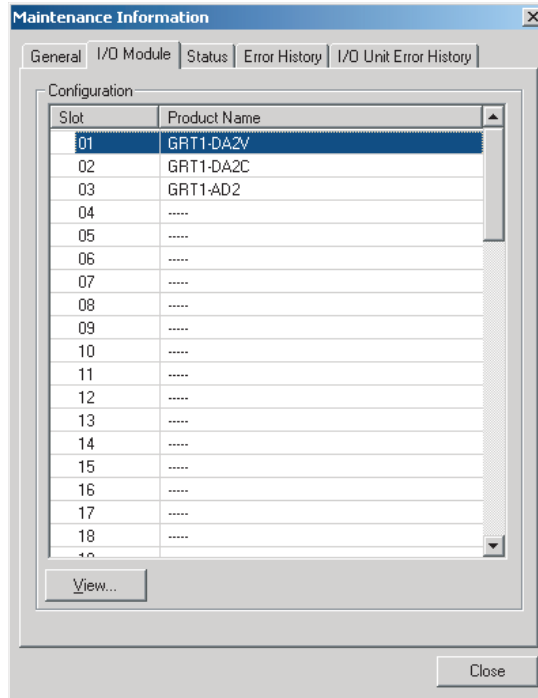 Maintenance Information
General I/O Module Status Error History I/O Unit Error History
Configuration
Slot Product Name
01 GRT1-DA2V
02 GRT1-DA2C
03 GRT1-AD2
04 -----
05 -----
06 -----
07 -----
08 -----
09 -----
10 -----
11 -----
12 -----
13 -----
14 -----
15 -----
16 -----
17 -----
18 -----
View...
Close